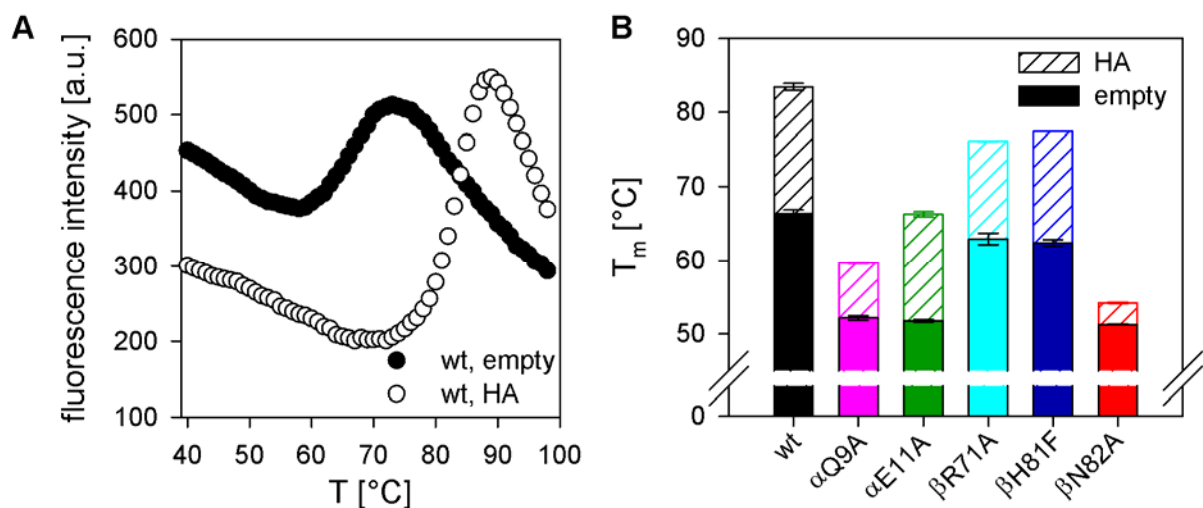 A
fluorescence intensity [a.u.]
600
500
400
300
200
100
wt, empty
wt, HA
40 50 60 70 80 90 100
T [°C]
B
Tm [°C]
90
80
70
60
50
0
HA
empty
wt
αQ9A
αE11A
βR71A
βH81F
βN82A